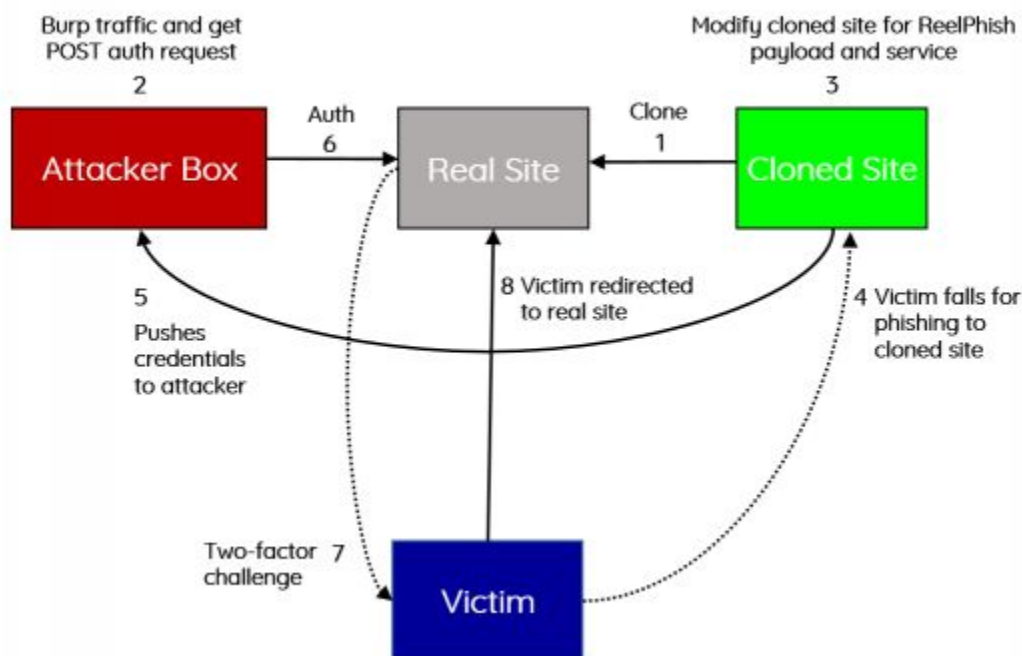 Burp traffic and get
POST auth request
2
Modify cloned site for ReelPhish
payload and service
3
Attacker Box
Auth
6
Real Site
Clone
1
Cloned Site
5
Pushes
credentials
to attacker
8 Victim redirected
to real site
4 Victim falls for
phishing to
cloned site
Two-factor 7
challenge
Victim